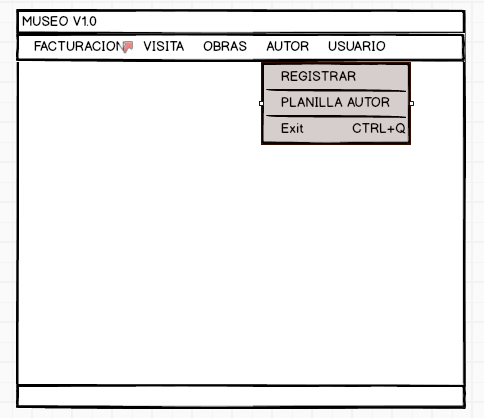 MUSEO V1.0
FACTURACION VISITA OBRAS AUTOR USUARIO
REGISTRAR
PLANILLA AUTOR
Exit CTRL+Q